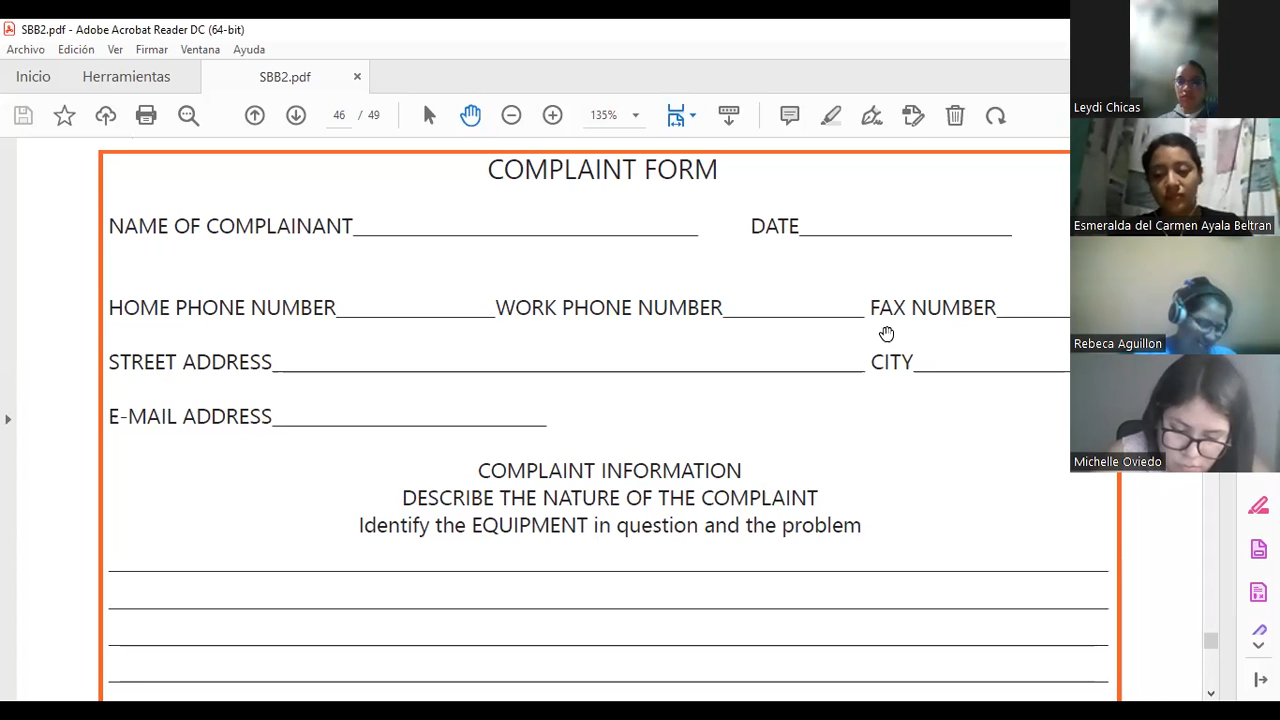 SBB2.pdf - Adobe Acrobat Reader DC (64-bit)
Archivo Edición Ver Firmar Ventana Ayuda
Inicio Herramientas SBB2.pdf ×
46 / 49 135%
COMPLAINT FORM
NAME OF COMPLAINANT DATE
HOME PHONE NUMBER WORK PHONE NUMBER FAX NUMBER
STREET ADDRESS CITY
E-MAIL ADDRESS
COMPLAINT INFORMATION
DESCRIBE THE NATURE OF THE COMPLAINT
Identify the EQUIPMENT in question and the problem
Leydi Chicas
Esmeralda del Carmen Ayala Beltran
Rebeca Aguillon
Michelle Oviedo